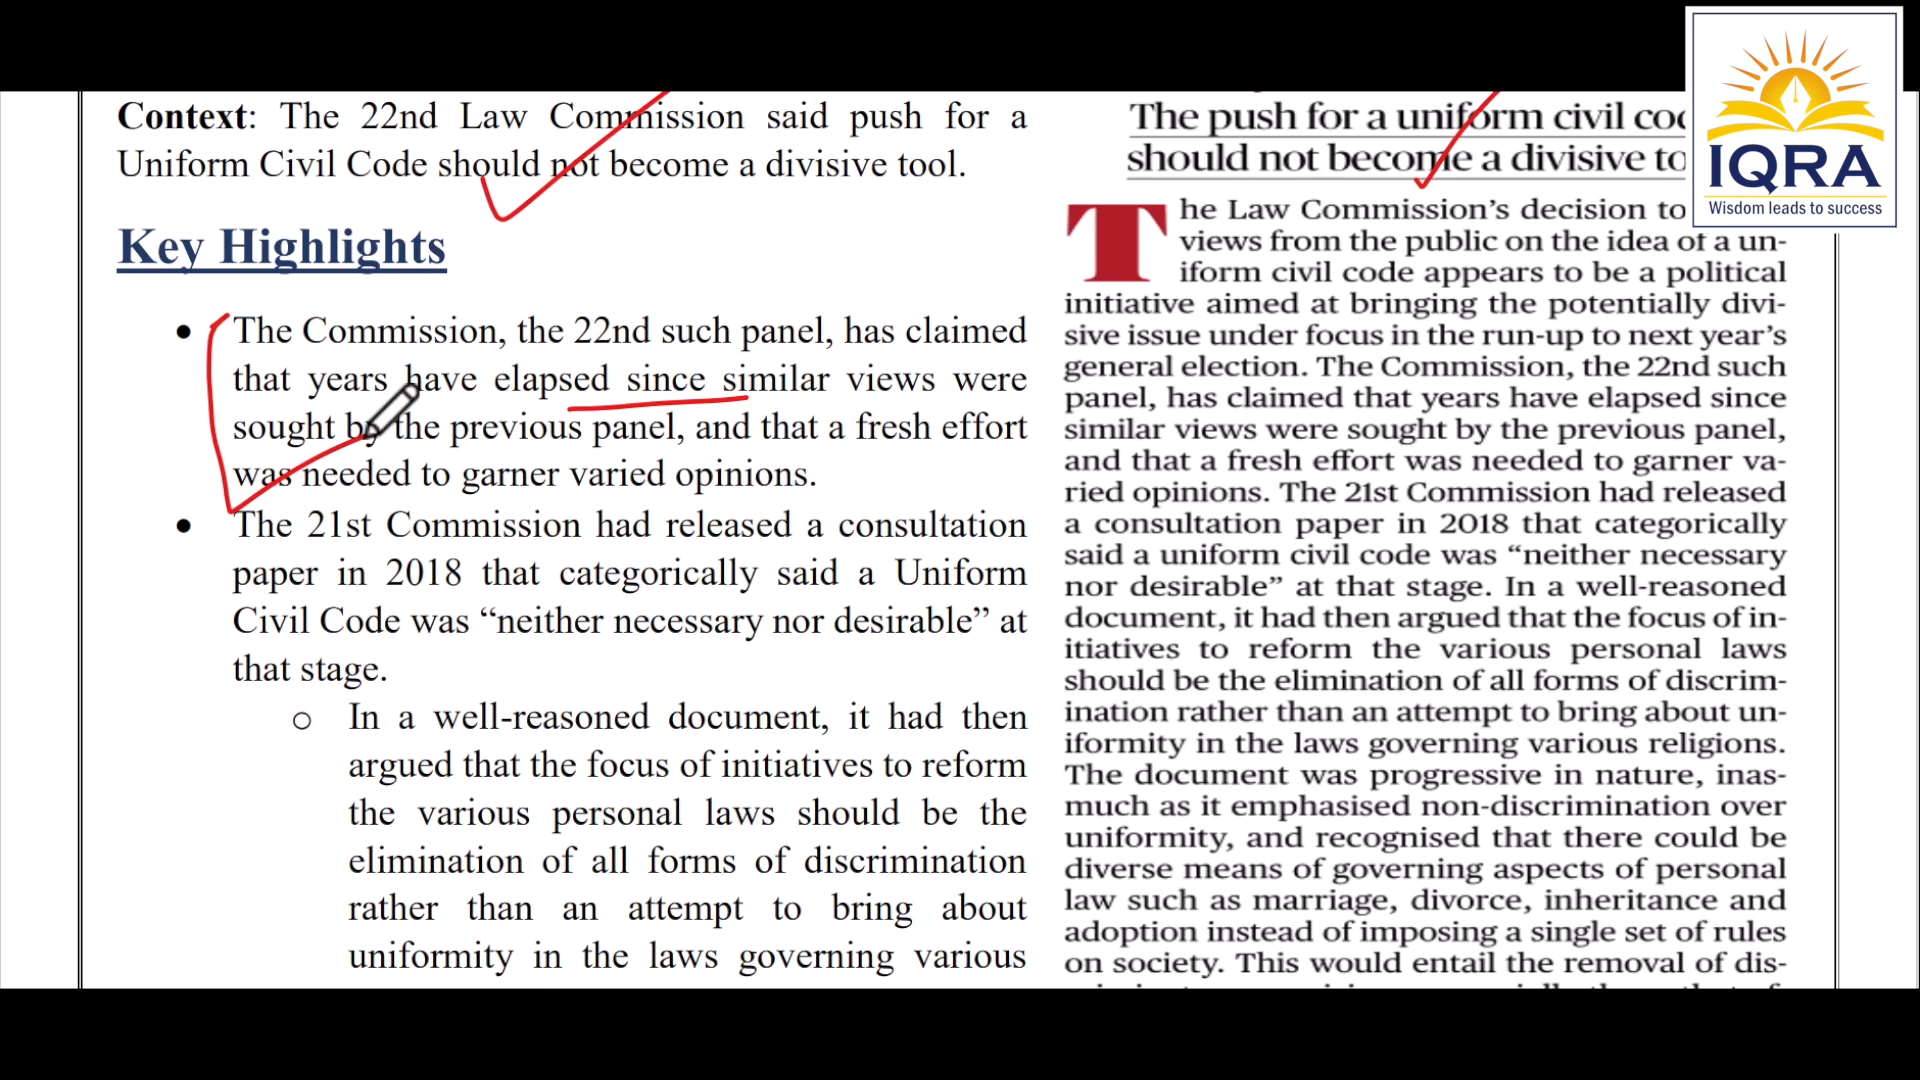 Context: The 22nd Law Commission said push for a
Uniform Civil Code should not become a divisive tool.
Key Highlights
• The Commission, the 22nd such panel, has claimed
that years have elapsed since similar views were
sought by the previous panel, and that a fresh effort
was needed to garner varied opinions.
• The 21st Commission had released a consultation
paper in 2018 that categorically said a Uniform
Civil Code was “neither necessary nor desirable” at
that stage.
o In a well-reasoned document, it had then
argued that the focus of initiatives to reform
the various personal laws should be the
elimination of all forms of discrimination
rather than an attempt to bring about
uniformity in the laws governing various
The push for a uniform civil co
should not become a divisive to
The Law Commission’s decision to
views from the public on the idea of a un-
iform civil code appears to be a political
initiative aimed at bringing the potentially divi-
sive issue under focus in the run-up to next year’s
general election. The Commission, the 22nd such
panel, has claimed that years have elapsed since
similar views were sought by the previous panel,
and that a fresh effort was needed to garner va-
ried opinions. The 21st Commission had released
a consultation paper in 2018 that categorically
said a uniform civil code was “neither necessary
nor desirable” at that stage. In a well-reasoned
document, it had then argued that the focus of in-
itiatives to reform the various personal laws
should be the elimination of all forms of discrim-
ination rather than an attempt to bring about un-
iformity in the laws governing various religions.
The document was progressive in nature, inas-
much as it emphasised non-discrimination over
uniformity, and recognised that there could be
diverse means of governing aspects of personal
law such as marriage, divorce, inheritance and
adoption instead of imposing a single set of rules
on society. This would entail the removal of dis-
IQRA
Wisdom leads to success